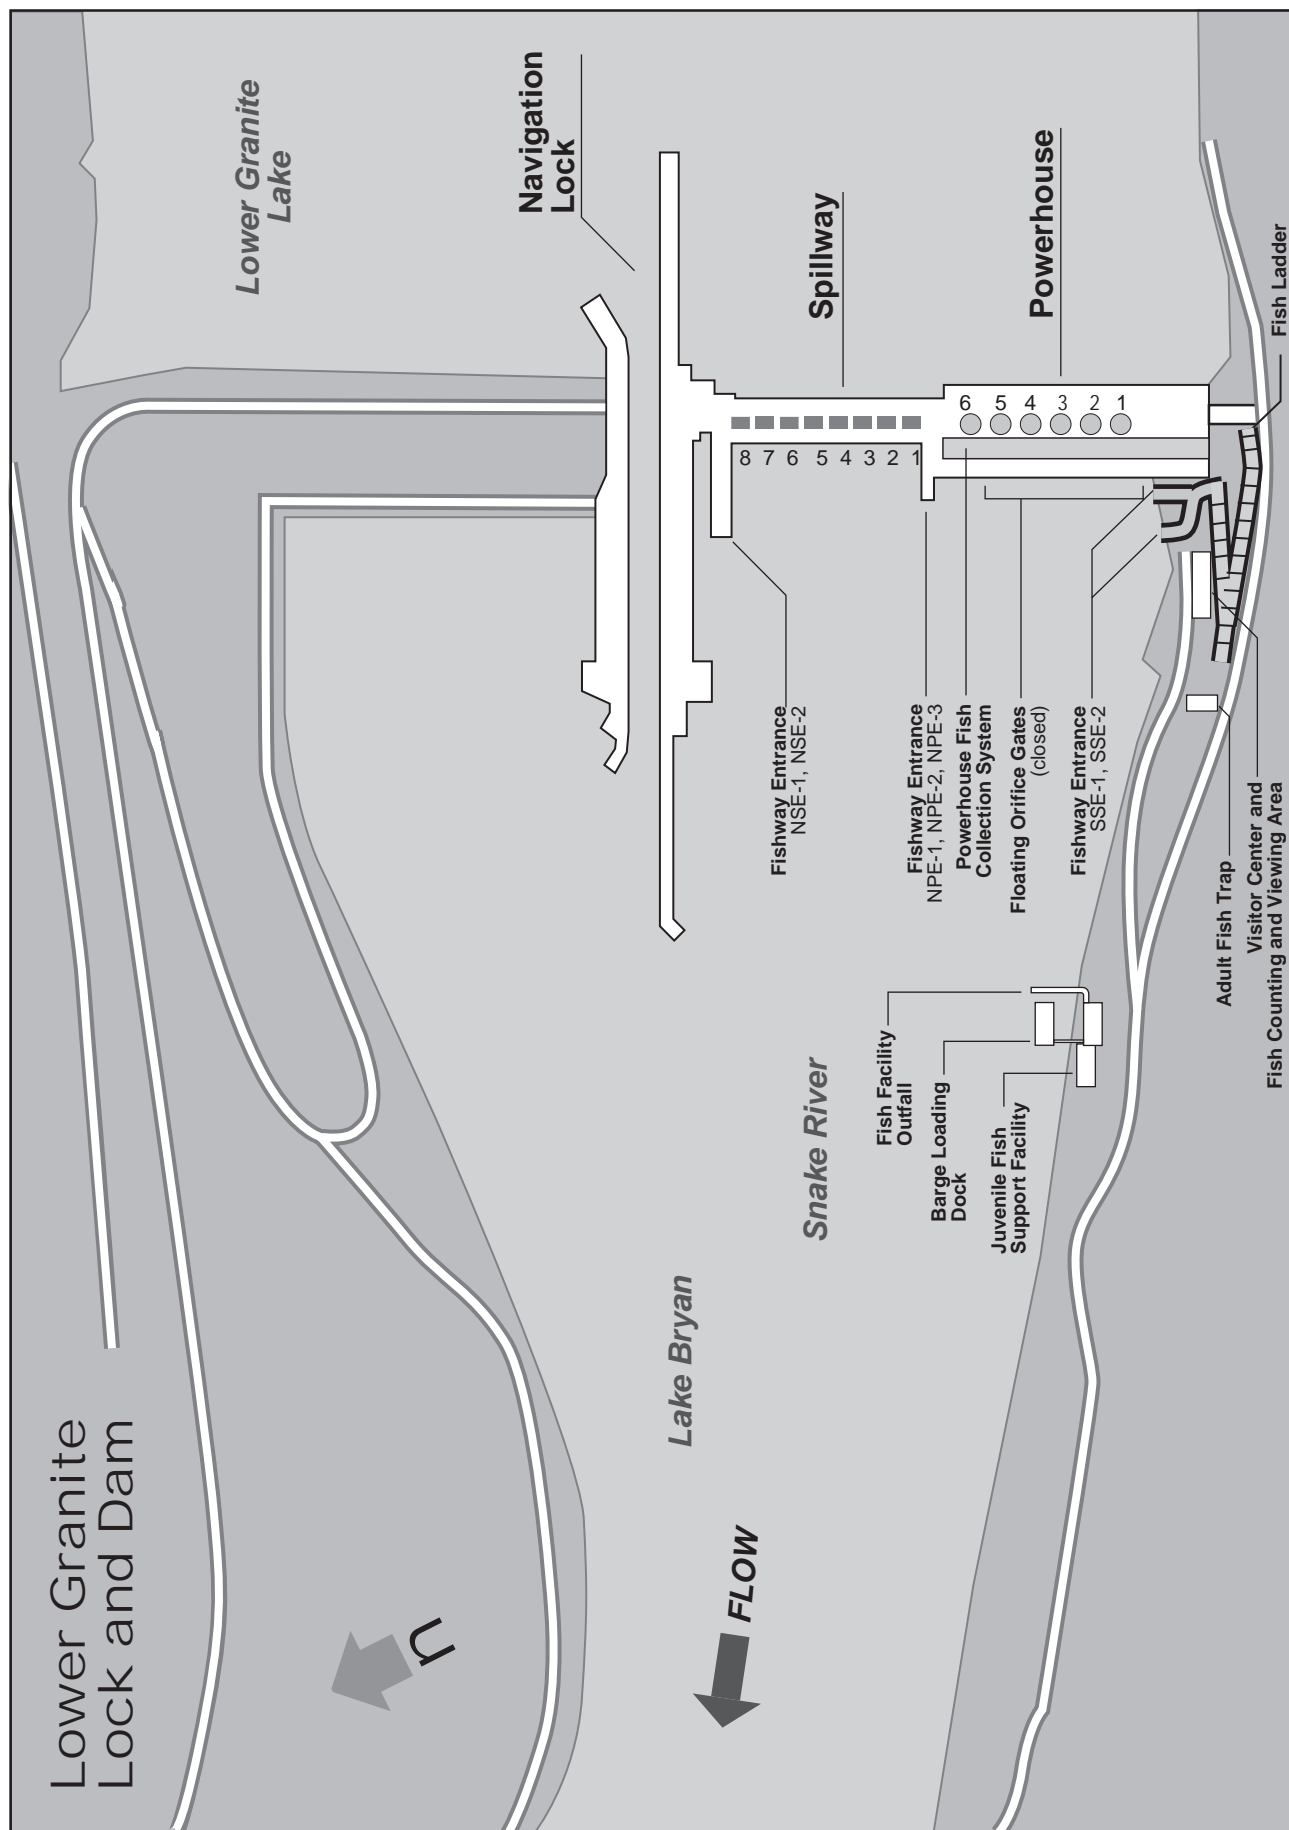 Lower Granite
Lock and Dam
Lower Granite
Lake
Navigation
Lock
Spillway
Powerhouse
Fish Ladder
8 7 6 5 4 3 2 1
6 5 4 3 2 1
Fishway Entrance
NSE-1, NSE-2
Fishway Entrance
NPE-1, NPE-2, NPE-3
Powerhouse Fish
Collection System
Floating Orifice Gates
(closed)
Fishway Entrance
SSE-1, SSE-2
Adult Fish Trap
Visitor Center and
Fish Counting and Viewing Area
Fish Facility
Outfall
Barge Loading
Dock
Juvenile Fish
Support Facility
Snake River
Lake Bryan
FLOW
n